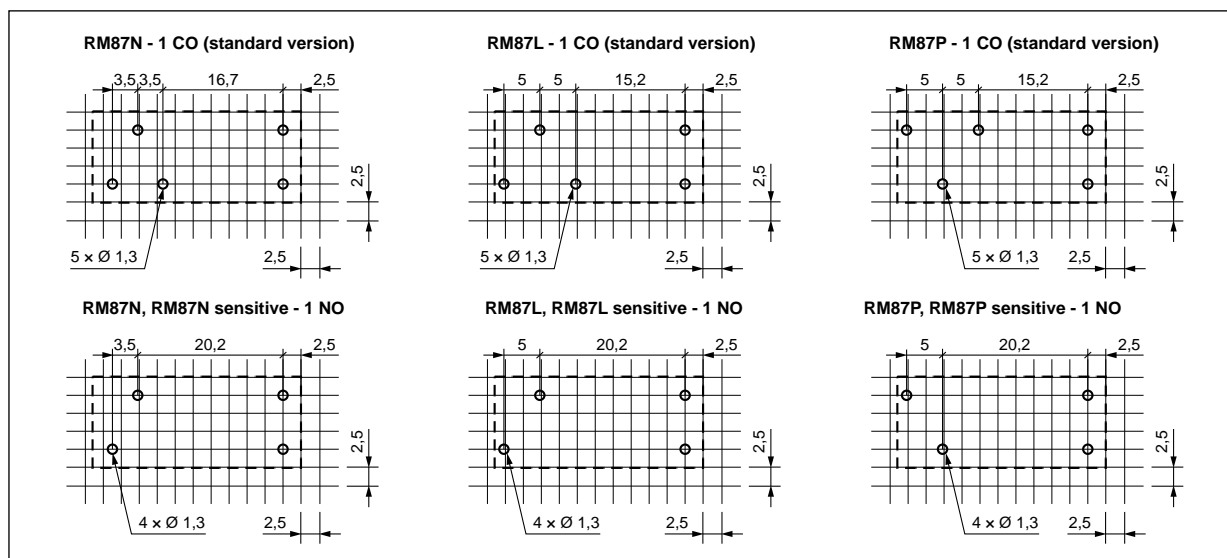 RM87N - 1 CO (standard version)
3,5 3,5 16,7 2,5
2,5
5 × Ø 1,3 2,5
RM87L - 1 CO (standard version)
5 5 15,2 2,5
2,5
5 × Ø 1,3 2,5
RM87P - 1 CO (standard version)
5 5 15,2 2,5
2,5
5 × Ø 1,3 2,5
RM87N, RM87N sensitive - 1 NO
3,5 20,2 2,5
2,5
4 × Ø 1,3 2,5
RM87L, RM87L sensitive - 1 NO
5 20,2 2,5
2,5
4 × Ø 1,3 2,5
RM87P, RM87P sensitive - 1 NO
5 20,2 2,5
2,5
4 × Ø 1,3 2,5